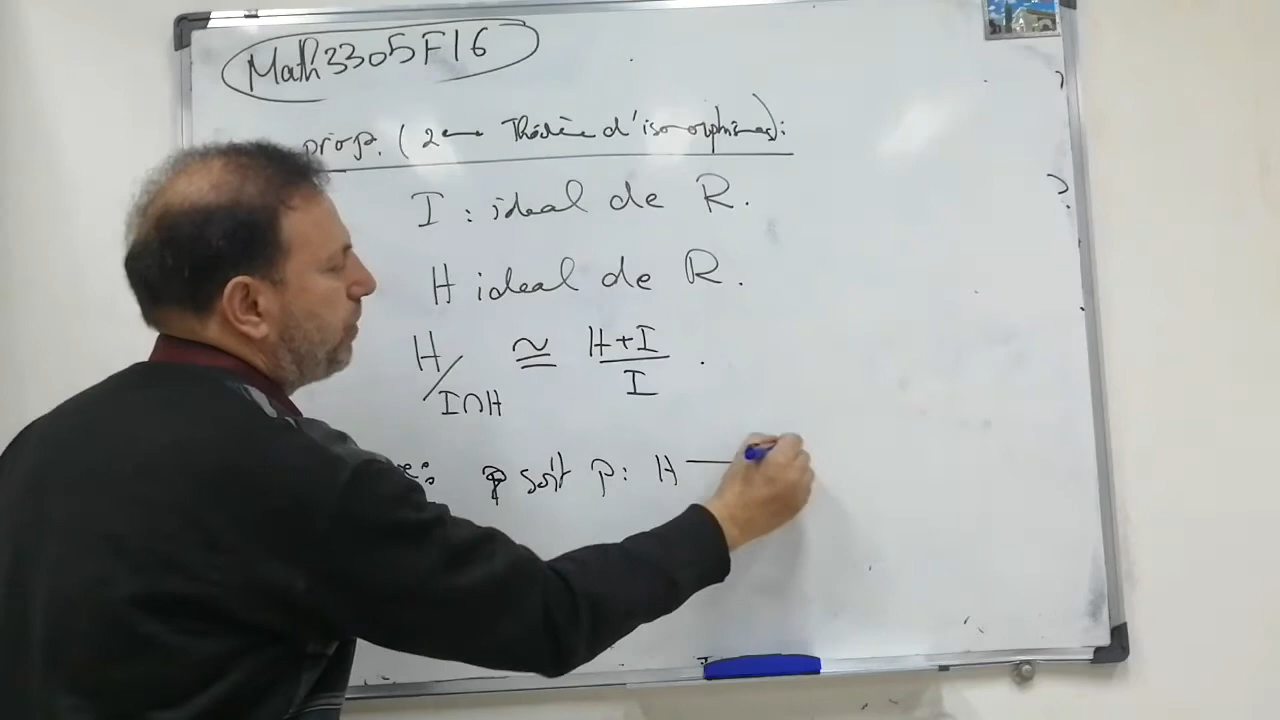 Math3305F16
prop. (2ème Théorème d'isomorphismes):
I : ideal de R.
H ideal de R.
H/I∩H ≅ H+I/I .
soit p: H —